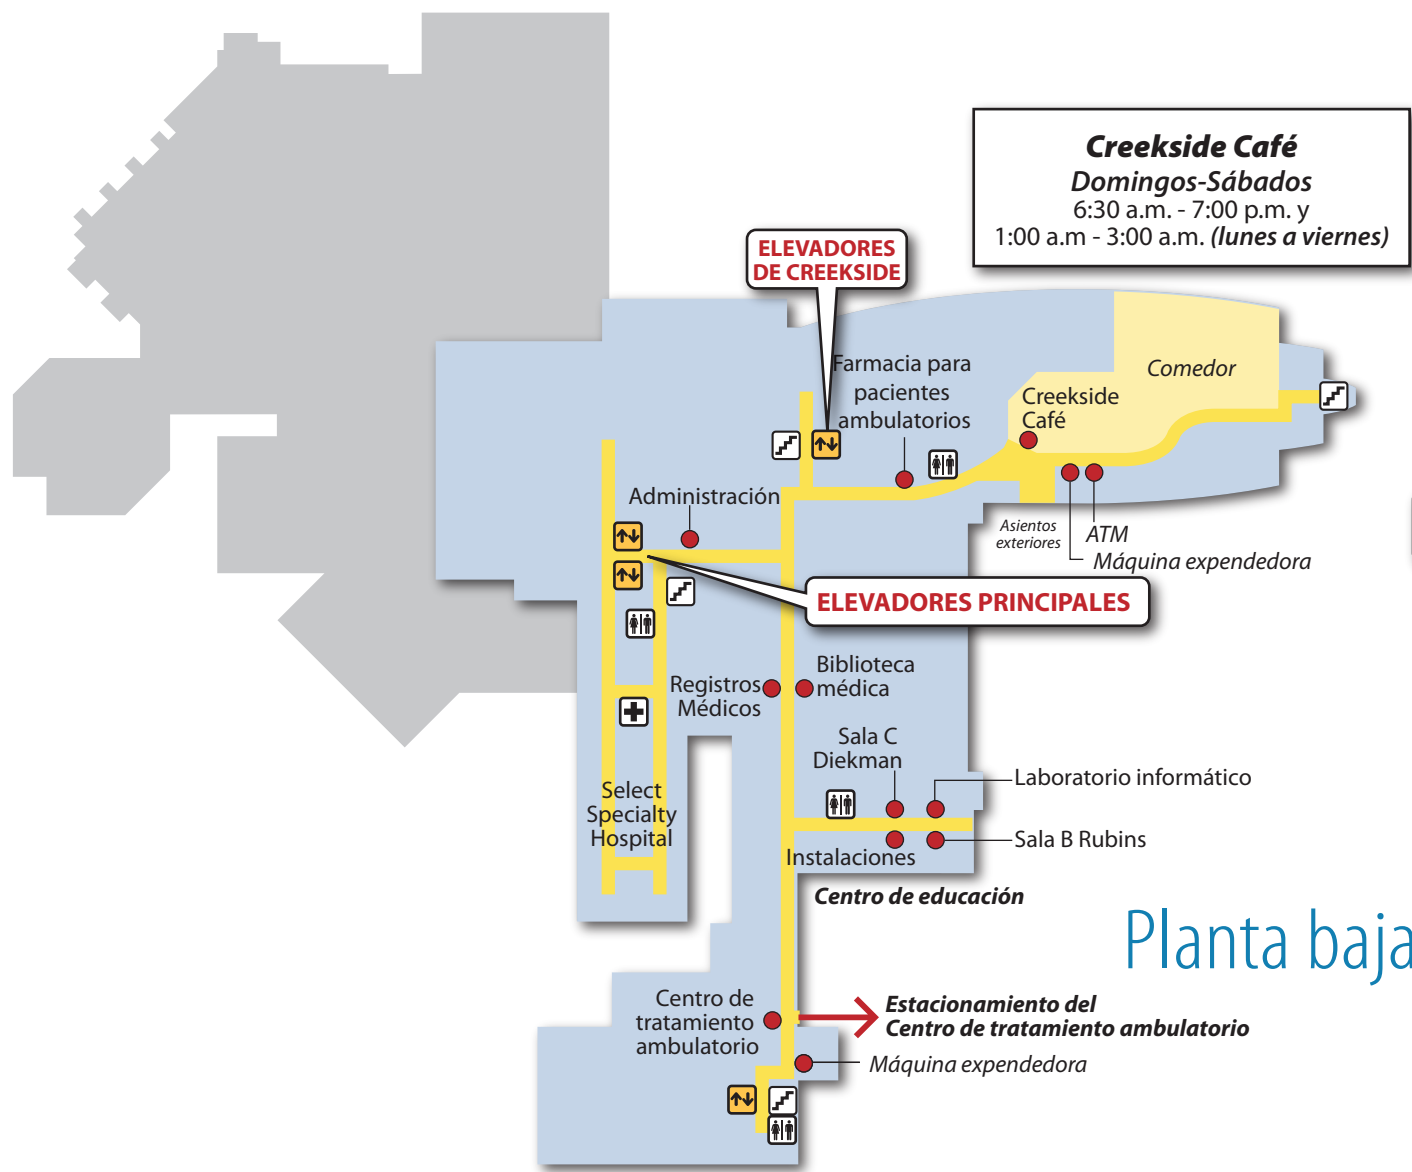 Creekside Café
Domingos-Sábados
6:30 a.m. - 7:00 p.m. y
1:00 a.m - 3:00 a.m. (lunes a viernes)
ELEVADORES
DE CREEKSIDE
Farmacia para
pacientes
ambulatorios
Comedor
Creekside
Café
Administración
Asientos
exteriores
ATM
Máquina expendedora
ELEVADORES PRINCIPALES
Registros
Médicos
Biblioteca
médica
Sala C
Diekman
Laboratorio informático
Select
Specialty
Hospital
Sala B Rubins
Instalaciones
Centro de educación
Planta baja
Centro de
tratamiento
ambulatorio
Estacionamiento del
Centro de tratamiento ambulatorio
Máquina expendedora